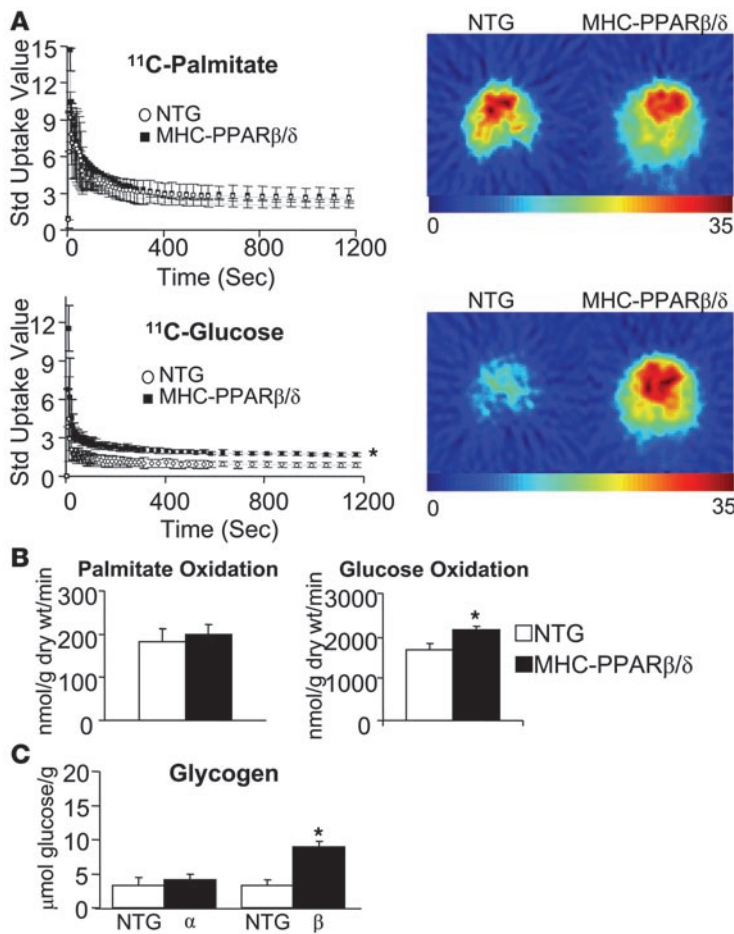 A
15
12
9
6
3
0
Std Uptake Value
¹¹C-Palmitate
NTG
MHC-PPARβ/δ
0 400 800 1200
Time (Sec)
NTG MHC-PPARβ/δ
0 35
12
9
6
3
0
Std Uptake Value
¹¹C-Glucose
NTG
MHC-PPARβ/δ
*
0 400 800 1200
Time (Sec)
NTG MHC-PPARβ/δ
0 35
B
Palmitate Oxidation
nmol/g dry wt/min
300
200
100
0
Glucose Oxidation
nmol/g dry wt/min
3000
2000
1000
0
*
NTG
MHC-PPARβ/δ
C
Glycogen
μmol glucose/g
20
15
10
5
0
*
NTG α NTG β